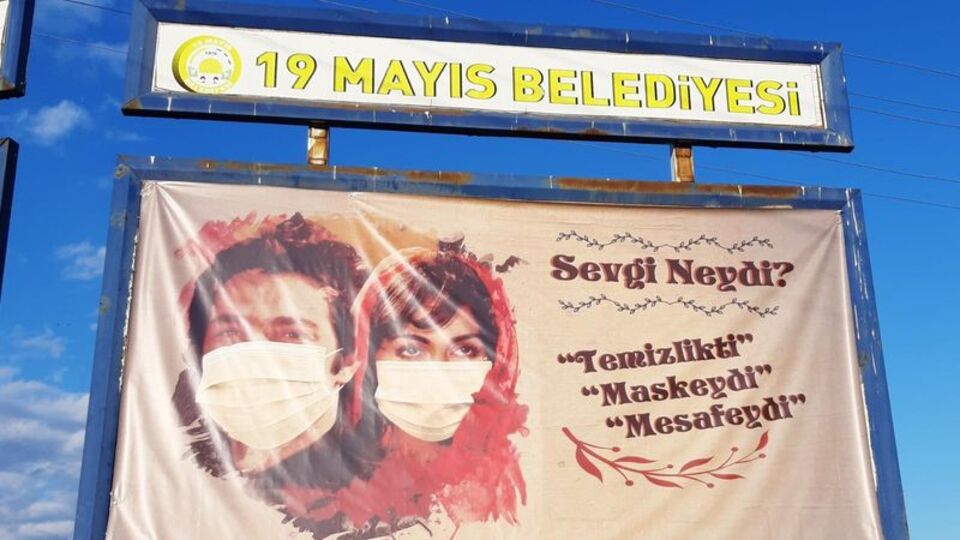 19 MAYIS BELEDİYESİ
Sevgi Neydi?
"Temizlikti"
"Maskeydi"
"Mesafeydi"